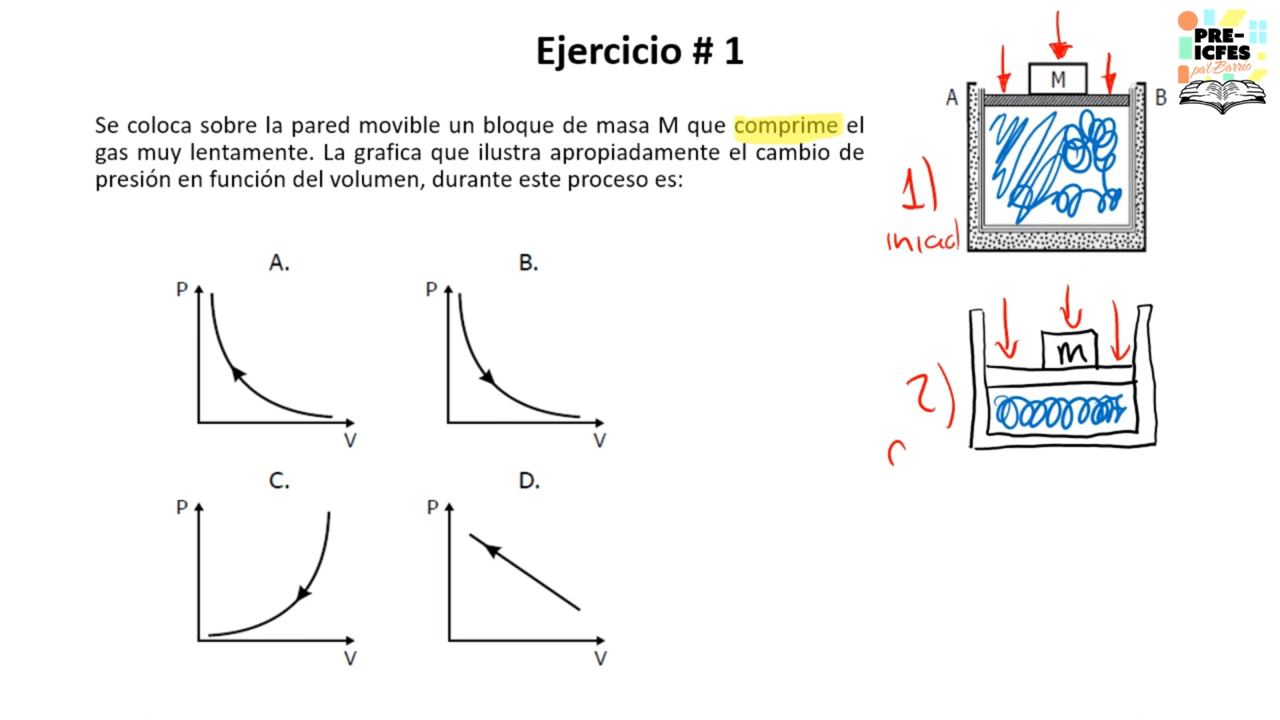 Ejercicio # 1
PRE-
ICFES
pa'l Barrio
Se coloca sobre la pared movible un bloque de masa M que comprime el
gas muy lentamente. La grafica que ilustra apropiadamente el cambio de
presión en función del volumen, durante este proceso es:
M
A
B
1)
inicial
A.
P
V
B.
P
V
m
2)
C.
P
V
D.
P
V